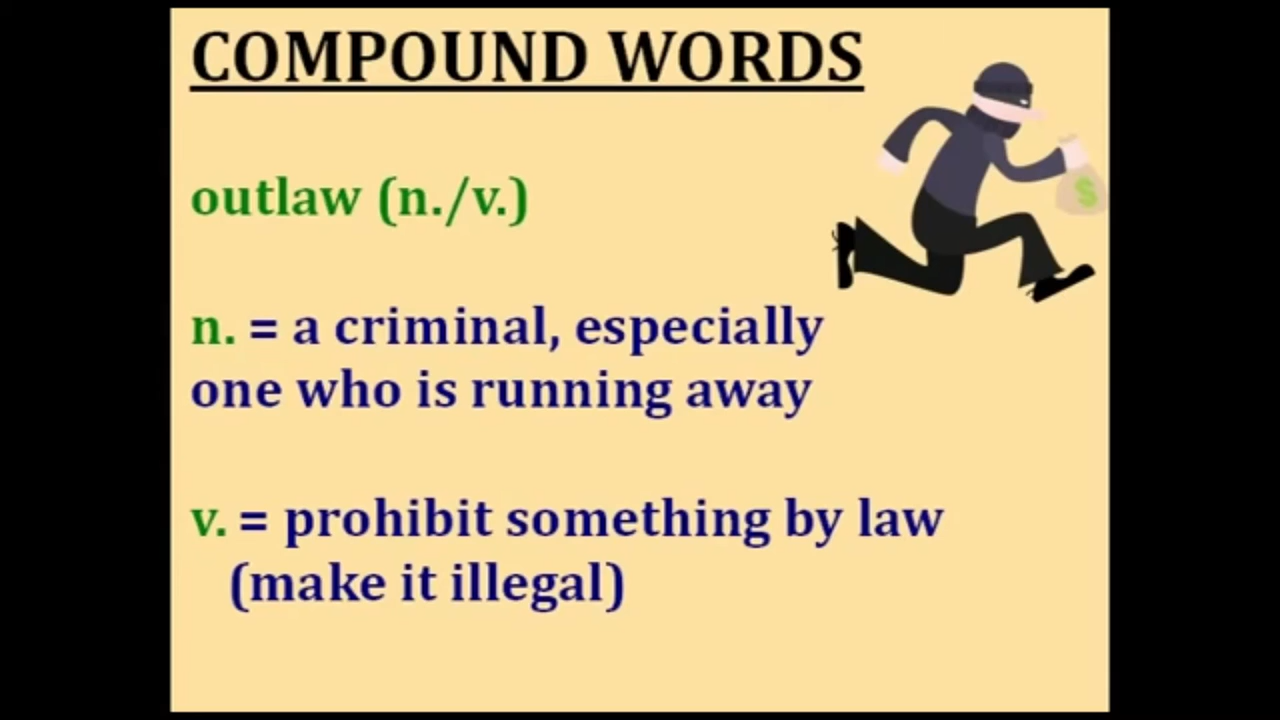 COMPOUND WORDS
outlaw (n./v.)
n. = a criminal, especially
one who is running away
v. = prohibit something by law
(make it illegal)
$